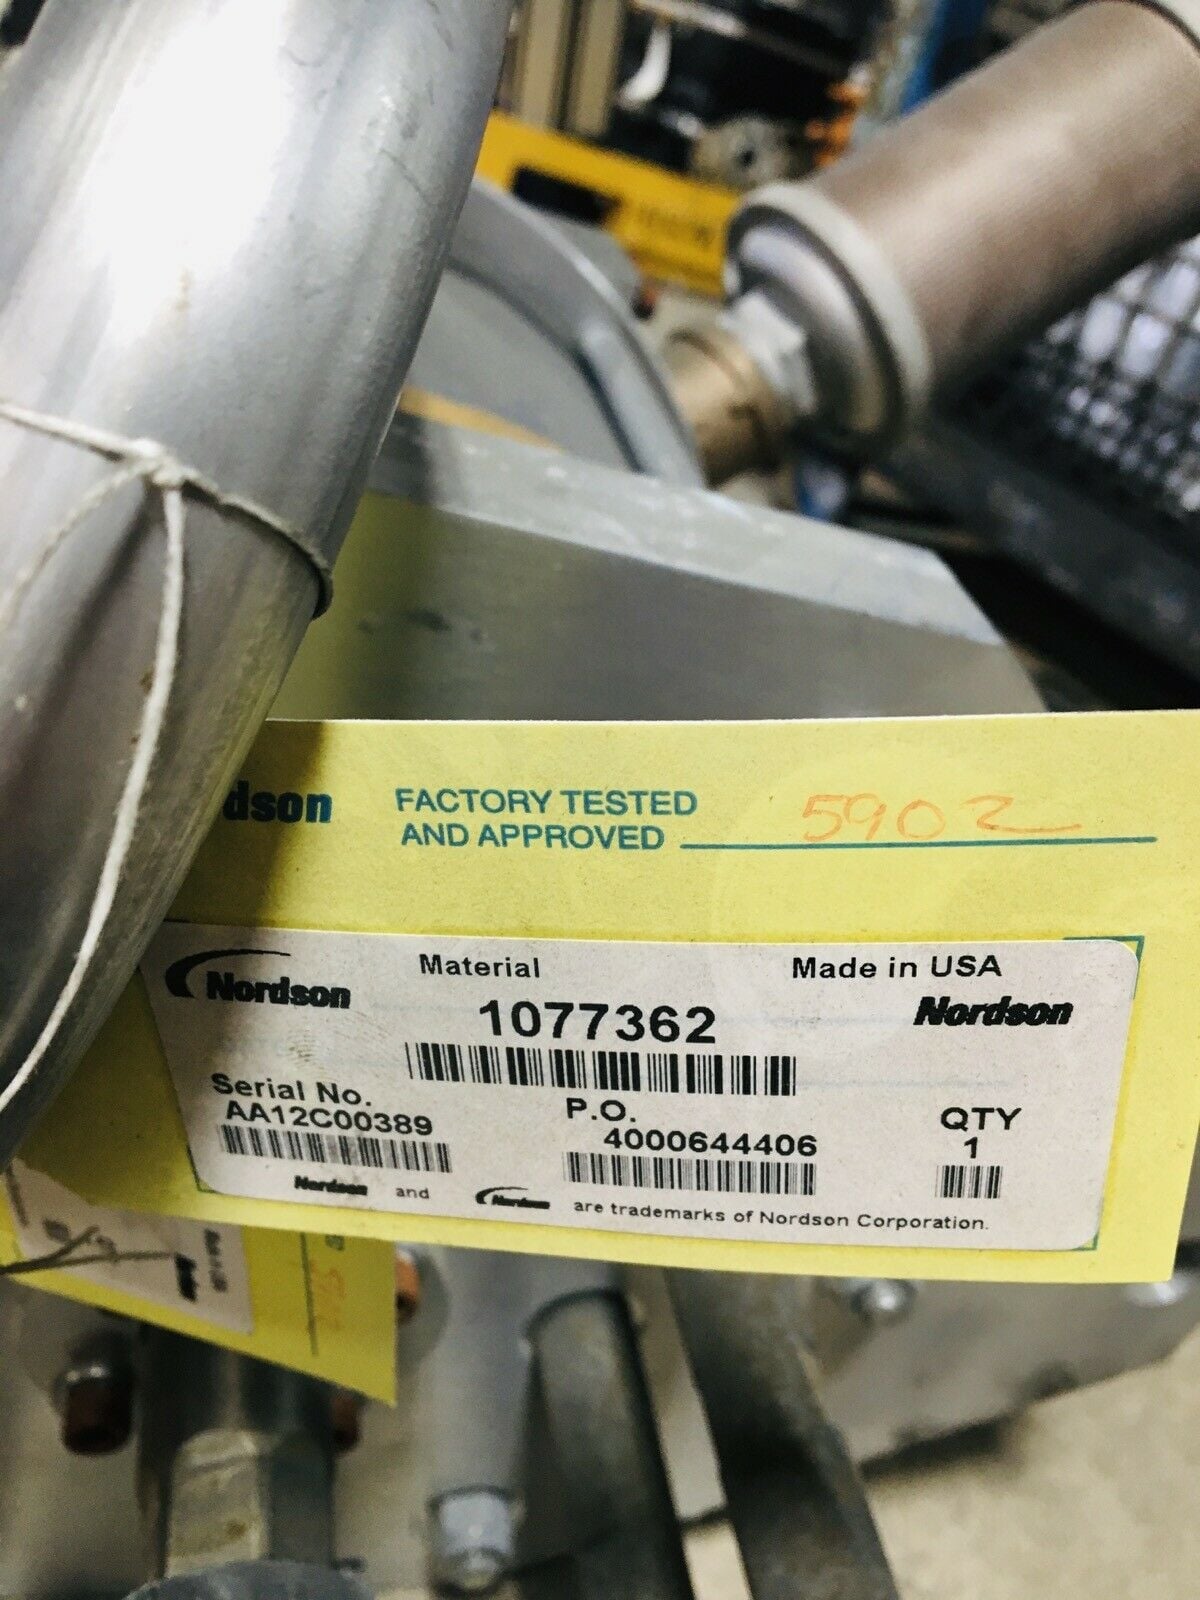 dson FACTORY TESTED
AND APPROVED 5902
Nordson Material Made in USA
1077362 Nordson
Serial No. P.O. QTY
AA12C00389 4000644406 1
Nordson and Nordson are trademarks of Nordson Corporation.